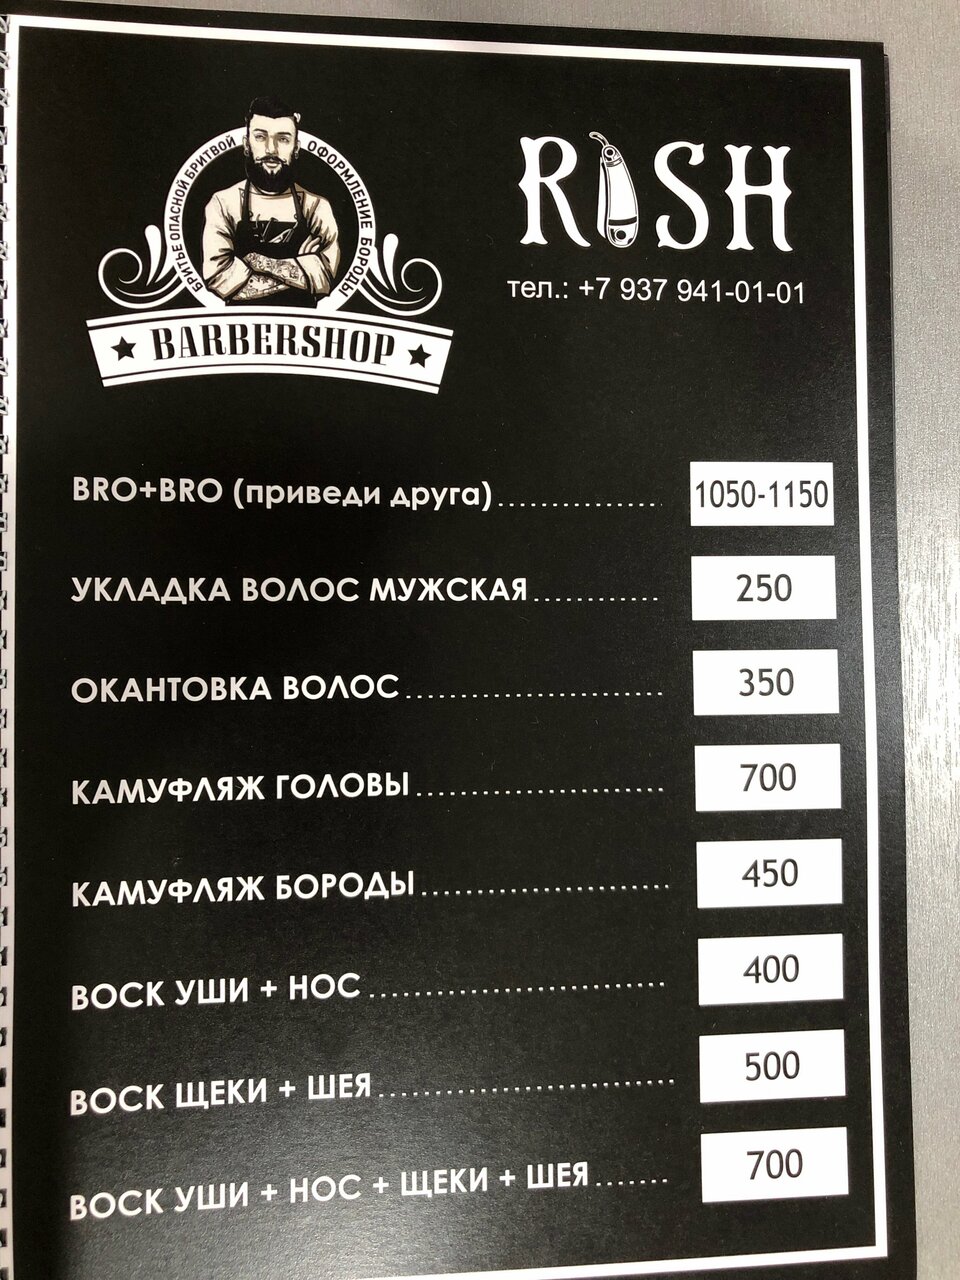 БРИТЬЕ ОПАСНОЙ БРИТВОЙ
ОФОРМЛЕНИЕ БОРОДЫ
BARBERSHOP
RISH
тел.: +7 937 941-01-01
BRO+BRO (приведи друга) 1050-1150
УКЛАДКА ВОЛОС МУЖСКАЯ 250
ОКАНТОВКА ВОЛОС 350
КАМУФЛЯЖ ГОЛОВЫ 700
КАМУФЛЯЖ БОРОДЫ 450
ВОСК УШИ + НОС 400
ВОСК ЩЕКИ + ШЕЯ 500
ВОСК УШИ + НОС + ЩЕКИ + ШЕЯ 700